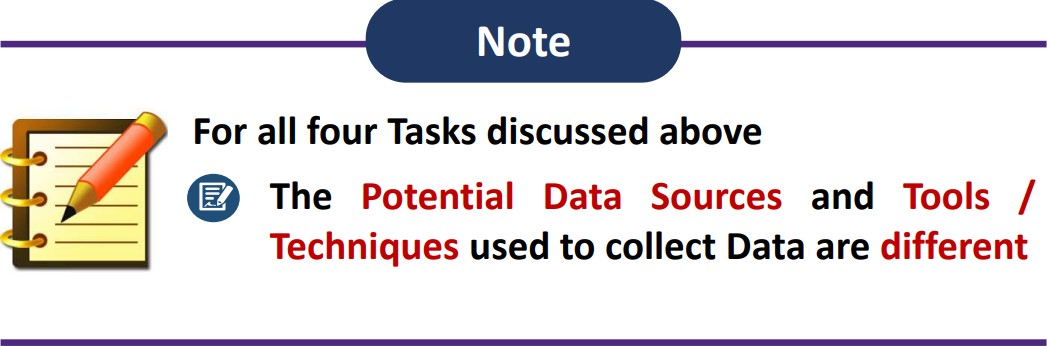 Note
For all four Tasks discussed above
The Potential Data Sources and Tools /
Techniques used to collect Data are different